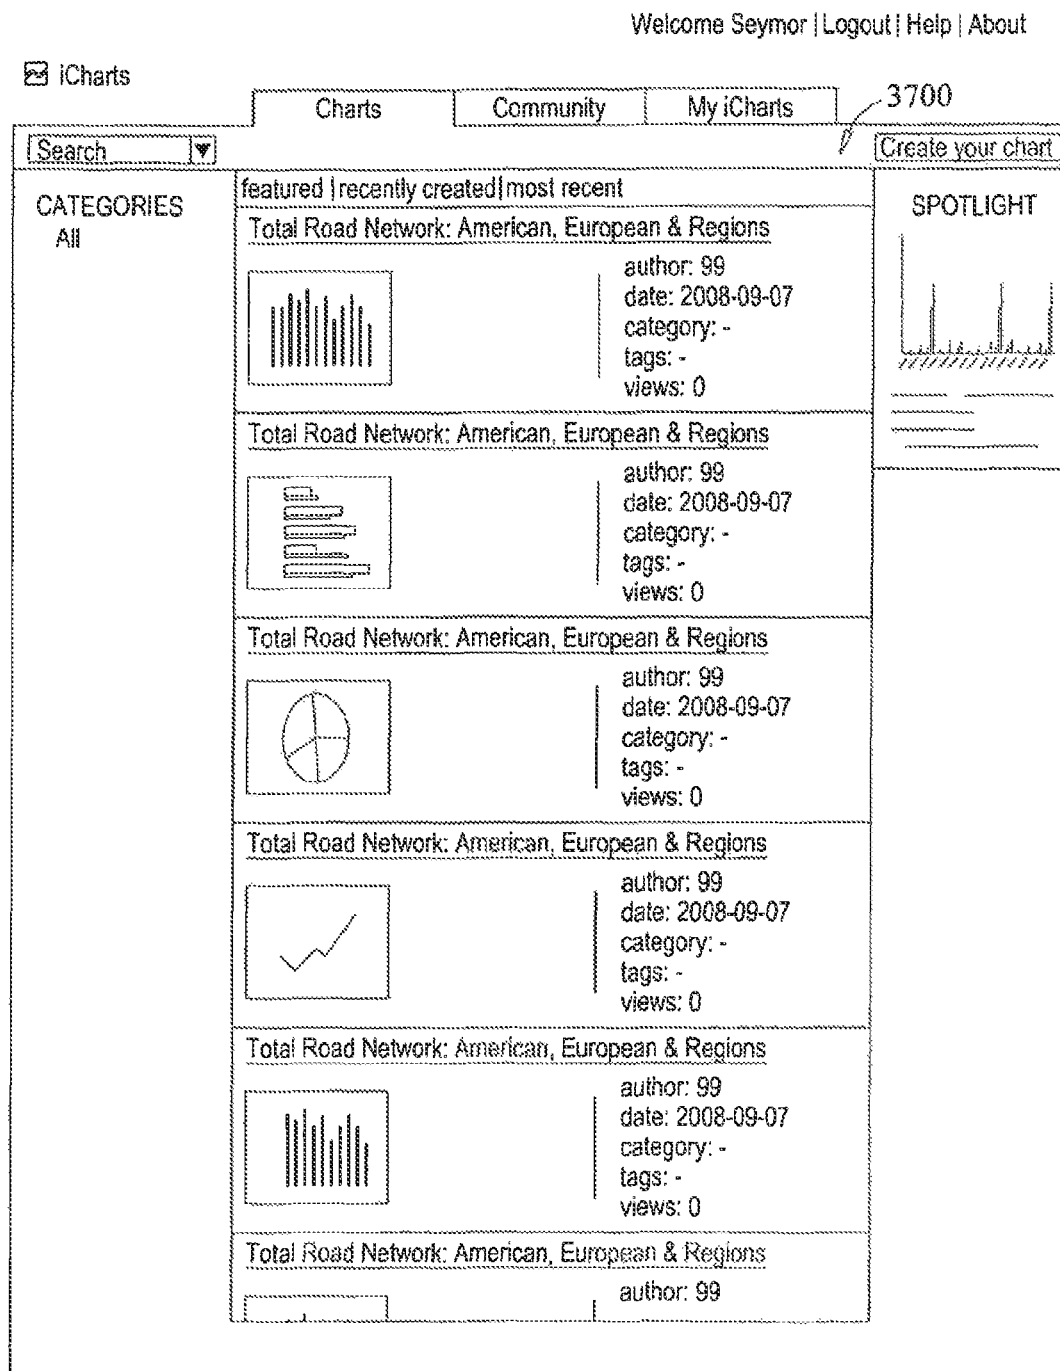 Welcome Seymor | Logout | Help | About
iCharts
Charts
Community
My iCharts
3700
Search
Create your chart
CATEGORIES
All
featured | recently created | most recent
Total Road Network: American, European & Regions
author: 99
date: 2008-09-07
category: -
tags: -
views: 0
Total Road Network: American, European & Regions
author: 99
date: 2008-09-07
category: -
tags: -
views: 0
Total Road Network: American, European & Regions
author: 99
date: 2008-09-07
category: -
tags: -
views: 0
Total Road Network: American, European & Regions
author: 99
date: 2008-09-07
category: -
tags: -
views: 0
Total Road Network: American, European & Regions
author: 99
date: 2008-09-07
category: -
tags: -
views: 0
Total Road Network: American, European & Regions
author: 99
SPOTLIGHT